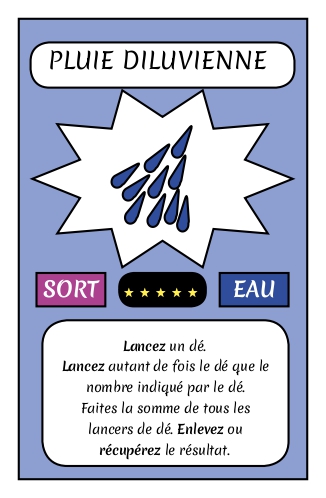 PLUIE DILUVIENNE
SORT
EAU
Lancez un dé.
Lancez autant de fois le dé que le
nombre indiqué par le dé.
Faites la somme de tous les
lancers de dé. Enlevez ou
récupérez le résultat.